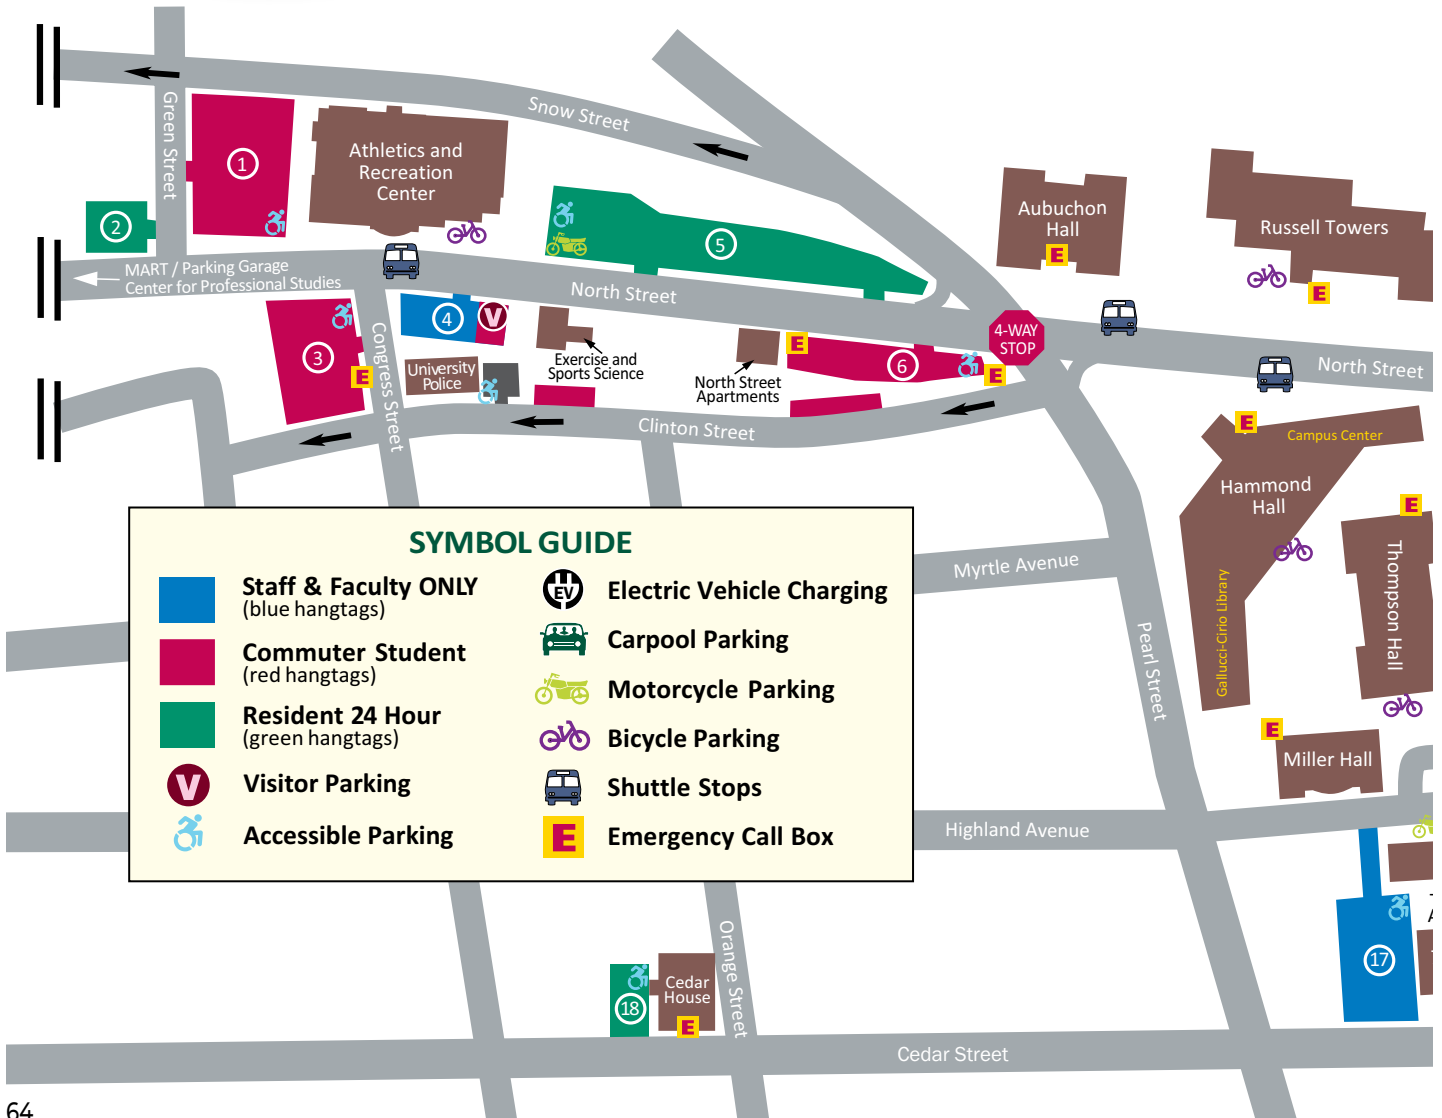 Snow Street
Green Street
1
Athletics and
Recreation
Center
2
5
Aubuchon
Hall
E
Russell Towers
E
MART / Parking Garage
Center for Professional Studies
North Street
4
V
3
E
Congress Street
University
Police
Exercise and
Sports Science
North Street
Apartments
E
6
E
4-WAY
STOP
North Street
Clinton Street
E
Campus Center
Hammond
Hall
E
Thompson Hall
Gallucci-Cirio Library
Myrtle Avenue
Pearl Street
E
Miller Hall
SYMBOL GUIDE
Staff & Faculty ONLY
(blue hangtags)
Commuter Student
(red hangtags)
Resident 24 Hour
(green hangtags)
V
Visitor Parking
Accessible Parking
EV
Electric Vehicle Charging
Carpool Parking
Motorcycle Parking
Bicycle Parking
Shuttle Stops
E
Emergency Call Box
Highland Avenue
17
Orange Street
18
Cedar
House
E
Cedar Street
64